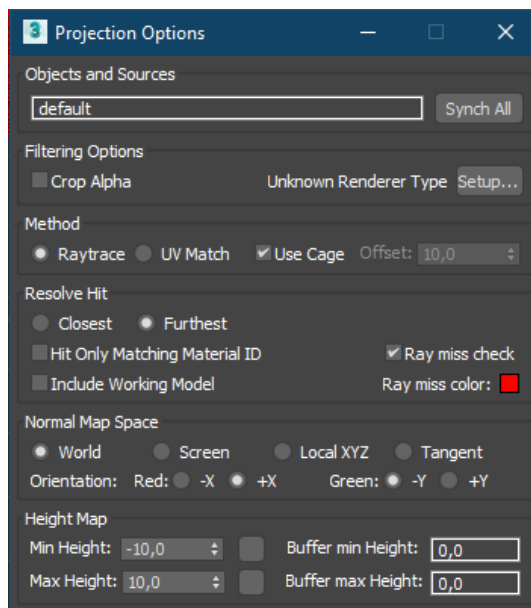 3 Projection Options
Objects and Sources
default Synch All
Filtering Options
Crop Alpha Unknown Renderer Type Setup...
Method
Raytrace UV Match Use Cage Offset: 10,0
Resolve Hit
Closest Furthest
Hit Only Matching Material ID Ray miss check
Include Working Model Ray miss color:
Normal Map Space
World Screen Local XYZ Tangent
Orientation: Red: -X +X Green: -Y +Y
Height Map
Min Height: -10,0 Buffer min Height: 0,0
Max Height: 10,0 Buffer max Height: 0,0